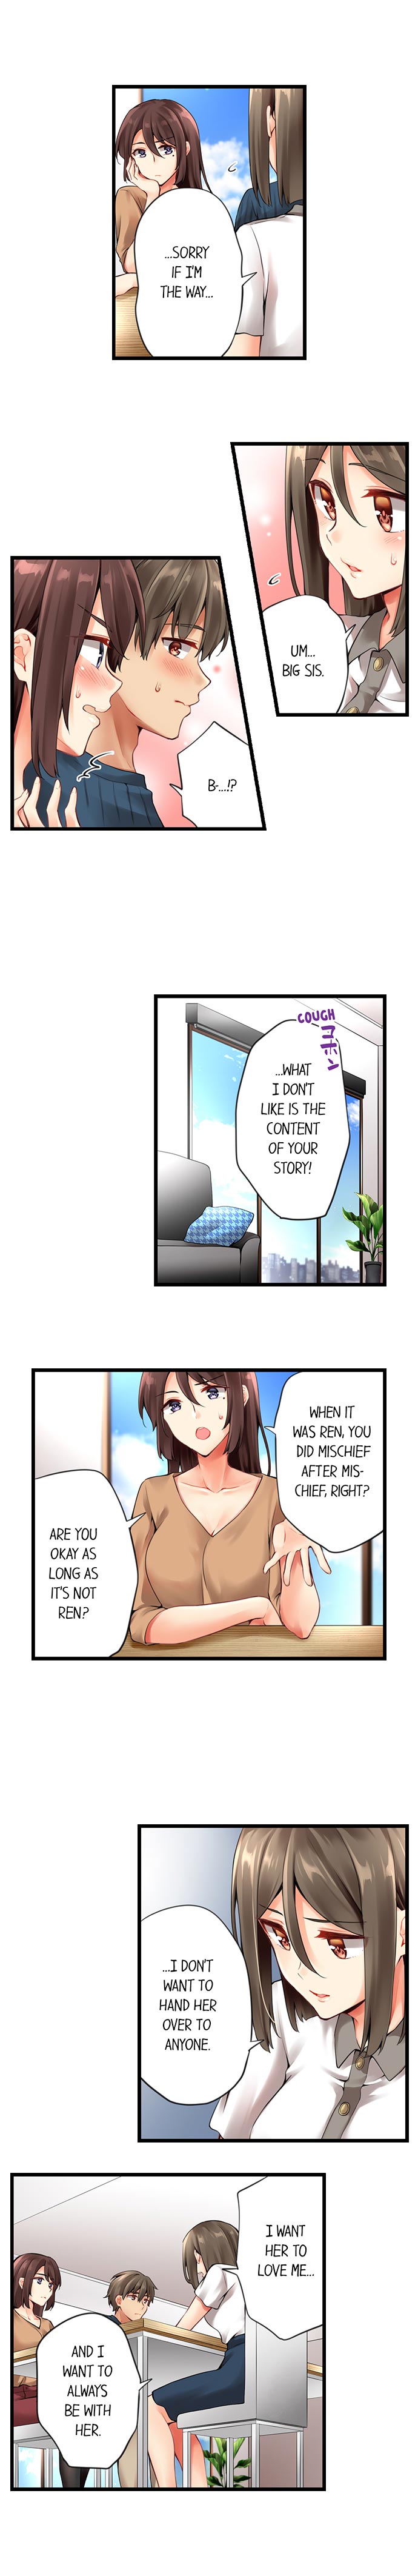 ...SORRY
IF I'M
THE WAY...
UM...
BIG SIS.
B-...!?
COUGH
コホン
...WHAT
I DON'T
LIKE IS THE
CONTENT
OF YOUR
STORY!
WHEN IT
WAS REN, YOU
DID MISCHIEF
AFTER MIS-
CHIEF, RIGHT?
ARE YOU
OKAY AS
LONG AS
IT'S NOT
REN?
...I DON'T
WANT TO
HAND HER
OVER TO
ANYONE.
I WANT
HER TO
LOVE ME...
AND I
WANT TO
ALWAYS
BE WITH
HER.